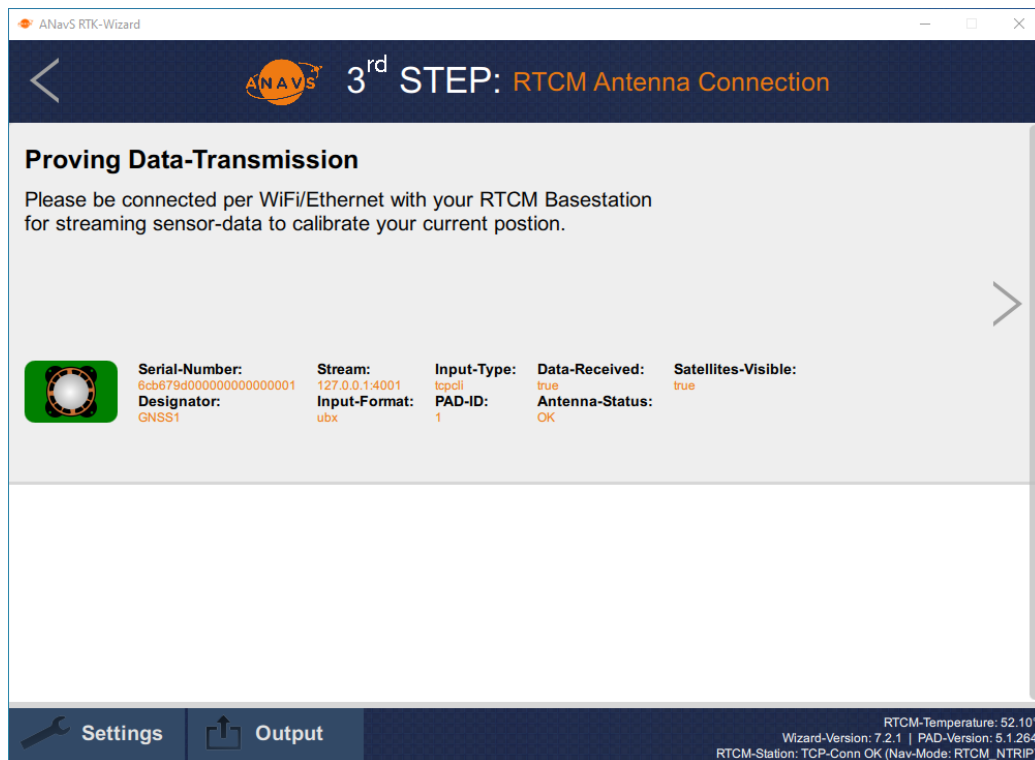 ANavS RTK-Wizard
ANAVS 3rd STEP: RTCM Antenna Connection
Proving Data-Transmission
Please be connected per WiFi/Ethernet with your RTCM Basestation
for streaming sensor-data to calibrate your current postion.
Serial-Number: Stream: Input-Type: Data-Received: Satellites-Visible:
6cb679d000000000000001 127.0.0.1:4001 tcpcli true true
Designator: Input-Format: PAD-ID: Antenna-Status:
GNSS1 ubx 1 OK
Settings Output
RTCM-Temperature: 52.10°
Wizard-Version: 7.2.1 | PAD-Version: 5.1.264
RTCM-Station: TCP-Conn OK (Nav-Mode: RTCM_NTRIP